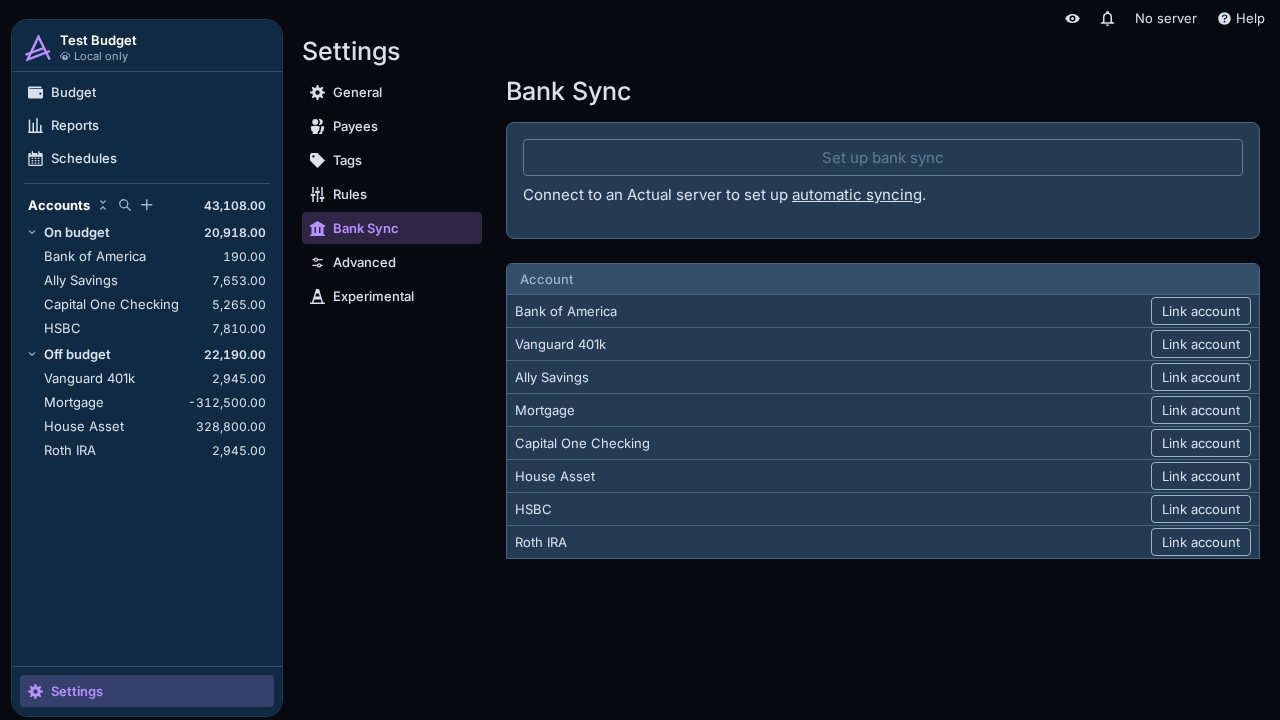 No server
Help
Test Budget
Local only
Budget
Reports
Schedules
Accounts 43,108.00
On budget 20,918.00
Bank of America 190.00
Ally Savings 7,653.00
Capital One Checking 5,265.00
HSBC 7,810.00
Off budget 22,190.00
Vanguard 401k 2,945.00
Mortgage -312,500.00
House Asset 328,800.00
Roth IRA 2,945.00
Settings
Settings
General
Payees
Tags
Rules
Bank Sync
Advanced
Experimental
Bank Sync
Set up bank sync
Connect to an Actual server to set up automatic syncing.
Account
Bank of America Link account
Vanguard 401k Link account
Ally Savings Link account
Mortgage Link account
Capital One Checking Link account
House Asset Link account
HSBC Link account
Roth IRA Link account